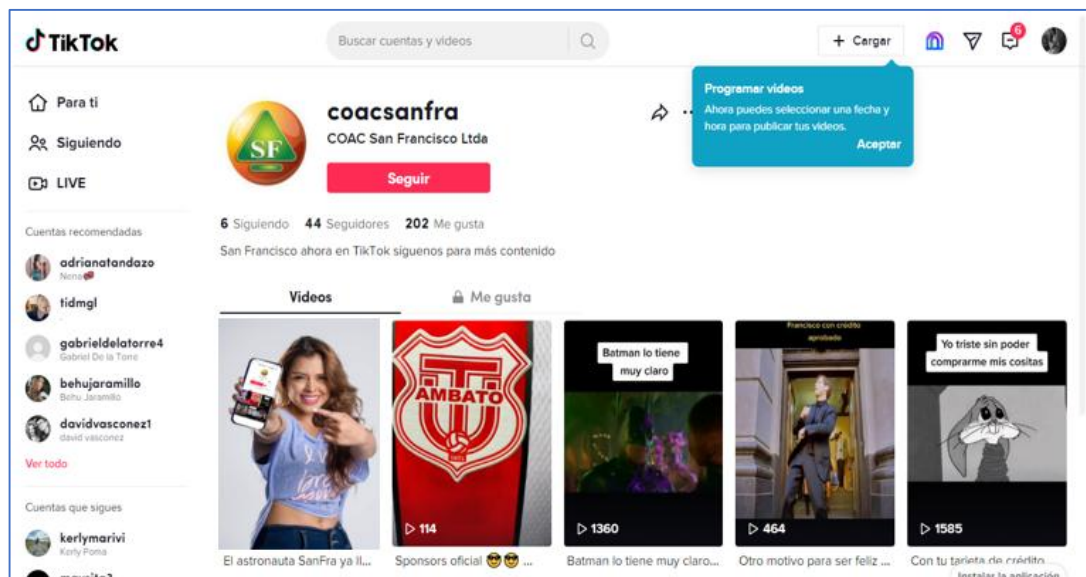 TikTok
Buscar cuentas y videos
+ Cargar
6
Programar videos
Ahora puedes seleccionar una fecha y
hora para publicar tus videos.
Aceptar
Para ti
Siguiendo
LIVE
Cuentas recomendadas
adrianatandazo
Nena
tidmgl
gabrieldelatorre4
Gabriel De la Torre
behujaramillo
Behu Jaramillo
davidvasconez1
david vasconez
Ver todo
Cuentas que sigues
kerlymarivi
Kerly Poma
SF
coacsanfra
COAC San Francisco Ltda
Seguir
6 Siguiendo 44 Seguidores 202 Me gusta
San Francisco ahora en TikTok siguenos para más contenido
Videos
Me gusta
El astronauta SanFra ya ll...
AMBATO
114
Sponsors oficial 😎😎 ...
Batman lo tiene
muy claro
1360
Batman lo tiene muy claro...
Francisco con crédito
aprobado
464
Otro motivo para ser feliz ...
Yo triste sin poder
comprarme mis cositas
1585
Con tu tarjeta de crédito
Instalar la aplicación